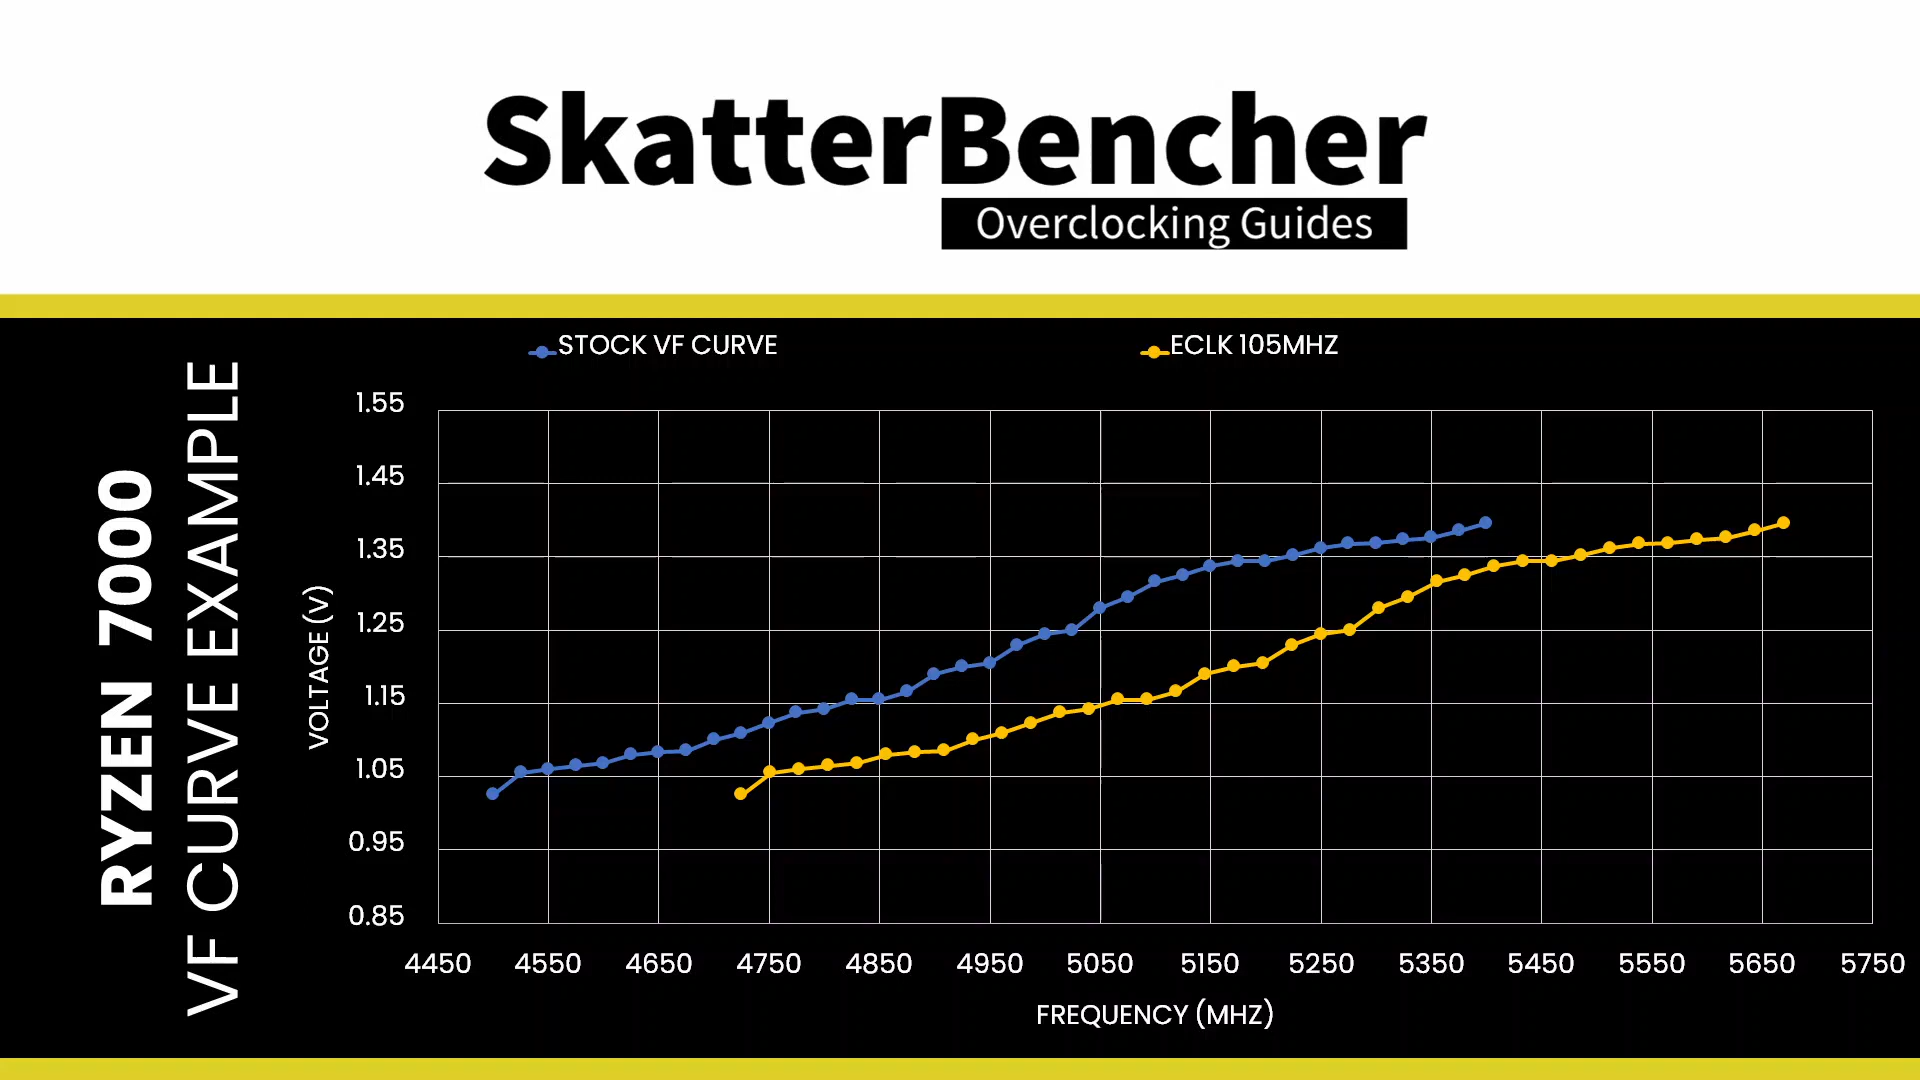 SkatterBencher
Overclocking Guides
RYZEN 7000
VF CURVE EXAMPLE
STOCK VF CURVE
ECLK 105MHZ
VOLTAGE (V)
1.55
1.45
1.35
1.25
1.15
1.05
0.95
0.85
4450 4550 4650 4750 4850 4950 5050 5150 5250 5350 5450 5550 5650 5750
FREQUENCY (MHZ)